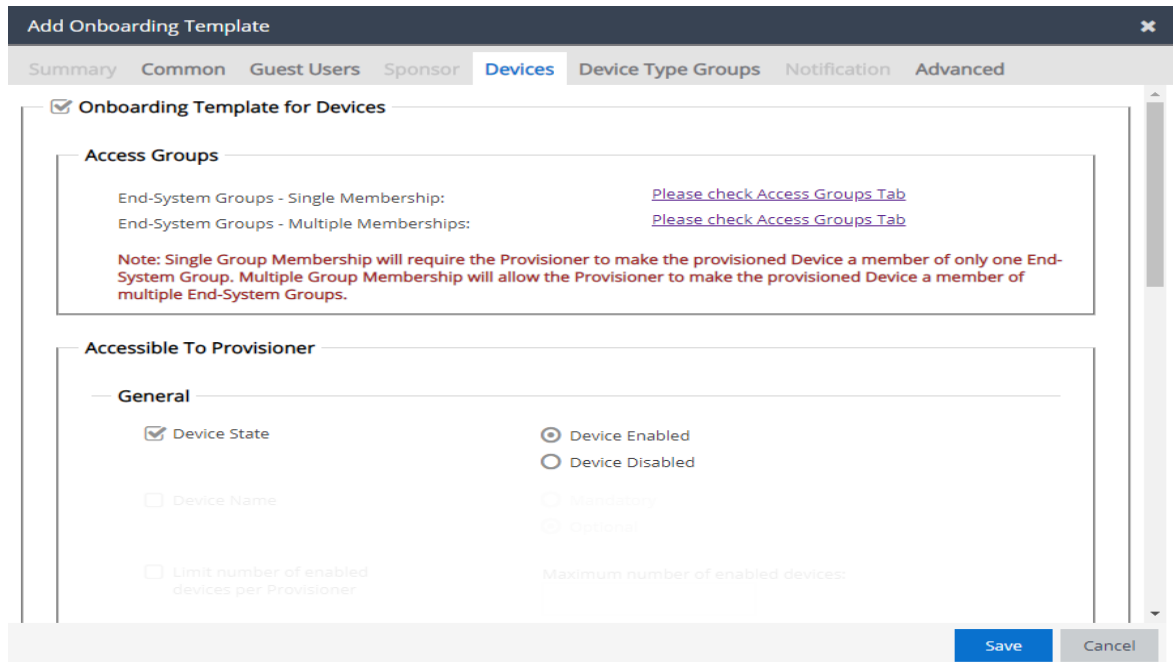 Add Onboarding Template
Summary Common Guest Users Sponsor Devices Device Type Groups Notification Advanced
Onboarding Template for Devices
Access Groups
End-System Groups - Single Membership: Please check Access Groups Tab
End-System Groups - Multiple Memberships: Please check Access Groups Tab
Note: Single Group Membership will require the Provisioner to make the provisioned Device a member of only one End-
System Group. Multiple Group Membership will allow the Provisioner to make the provisioned Device a member of
multiple End-System Groups.
Accessible To Provisioner
General
Device State Device Enabled
Device Disabled
Device Name Mandatory
Optional
Limit number of enabled Maximum number of enabled devices:
devices per Provisioner
Save Cancel